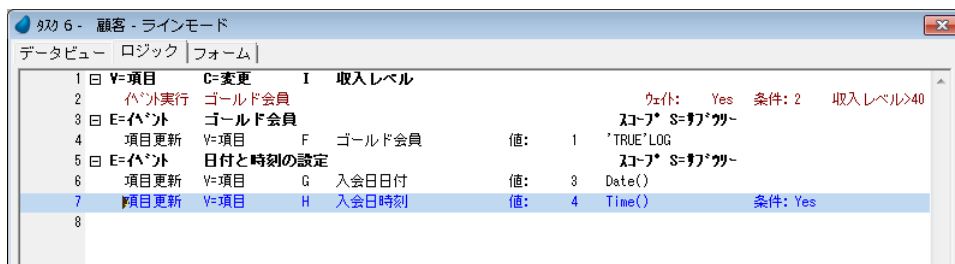 ﾀｽｸ 6 - 顧客 - ラインモード
データビュー ロジック フォーム
1 V=項目 C=変更 I 収入レベル
2 ｲﾍﾞﾝﾄ実行 ゴールド会員 ｳｪｲﾄ: Yes 条件: 2 収入レベル>40
3 E=ｲﾍﾞﾝﾄ ゴールド会員 ｽｺｰﾌﾟ S=ｻﾌﾞﾂﾘｰ
4 項目更新 V=項目 F ゴールド会員 値: 1 'TRUE'LOG
5 E=ｲﾍﾞﾝﾄ 日付と時刻の設定 ｽｺｰﾌﾟ S=ｻﾌﾞﾂﾘｰ
6 項目更新 V=項目 G 入会日日付 値: 3 Date()
7 項目更新 V=項目 H 入会日時刻 値: 4 Time() 条件: Yes
8